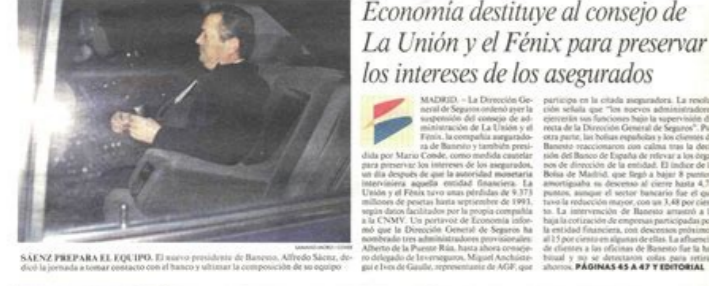 Economía destituye al consejo de
La Unión y el Fénix para preservar
los intereses de los asegurados
MADRID. – La Dirección Ge-
neral de Seguros ordenó ayer la
suspensión del consejo de ad-
ministración de La Unión y el
Fénix, la compañía asegurado-
ra de Banesto y también presi-
dida por Mario Conde, como medida cautelar
para preservar los intereses de los asegurados,
un día después de que la autoridad monetaria
interviniera aquella entidad financiera. La
Unión y el Fénix tuvo unas pérdidas de 9.373
millones de pesetas hasta septiembre de 1993,
según datos facilitados por la propia compañía
a la CNMV. Un portavoz de Economía infor-
mó que la Dirección General de Seguros ha
nombrado tres administradores provisionales:
Alberto de la Puente Rúa, hasta ahora conseje-
ro delegado de Inverseguros, Miguel Anchúste-
gui e Ives de Gaulle, representante de AGF, que
participa en la citada aseguradora. La resolu
ción señala que "los nuevos administradores
ejercerán sus funciones bajo la supervisión di
recta de la Dirección General de Seguros". Po
otra parte, las bolsas españolas y los clientes d
Banesto reaccionaron con calma tras la deci
sión del Banco de España de relevar a los órga
nos de dirección de la entidad. El índice de l
Bolsa de Madrid, que llegó a bajar 8 puntos
amortiguaba su descenso al cierre hasta 4,7
puntos, aunque el sector bancario fue el que
tuvo la reducción mayor, con un 3,48 por cien
to. La intervención de Banesto arrastró a l
baja la cotización de empresas participadas po
la entidad financiera, con descensos próximos
al 15 por ciento en algunas de ellas. La afluenci
de clientes a las oficinas de Banesto fue la ha
bitual y no se detectaron colas para retira
ahorros. PÁGINAS 45 A 47 Y EDITORIAL
SÁENZ PREPARA EL EQUIPO. El nuevo presidente de Banesto, Alfredo Sáenz, de-
dicó la jornada a tomar contacto con el banco y ultimar la composición de su equipo